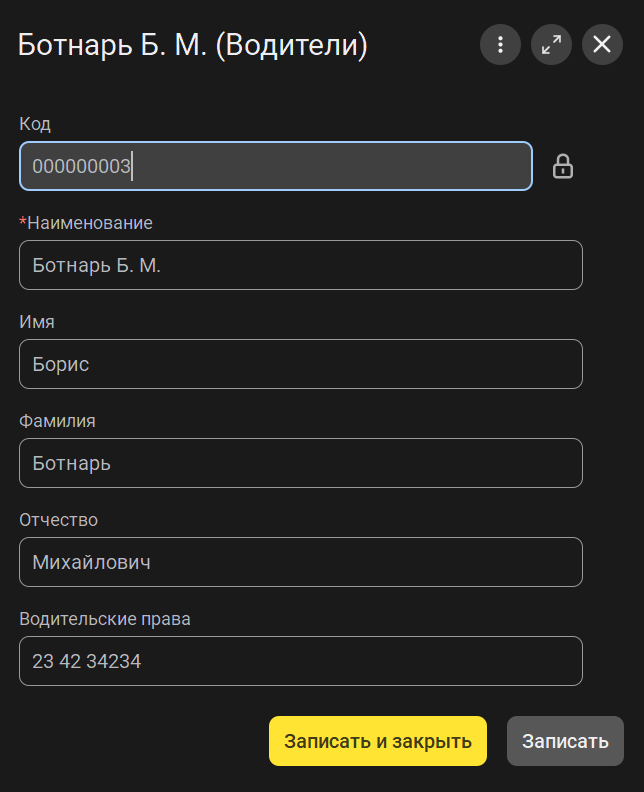 Ботнарь Б. М. (Водители)
Код
000000003
*Наименование
Ботнарь Б. М.
Имя
Борис
Фамилия
Ботнарь
Отчество
Михайлович
Водительские права
23 42 34234
Записать и закрыть
Записать